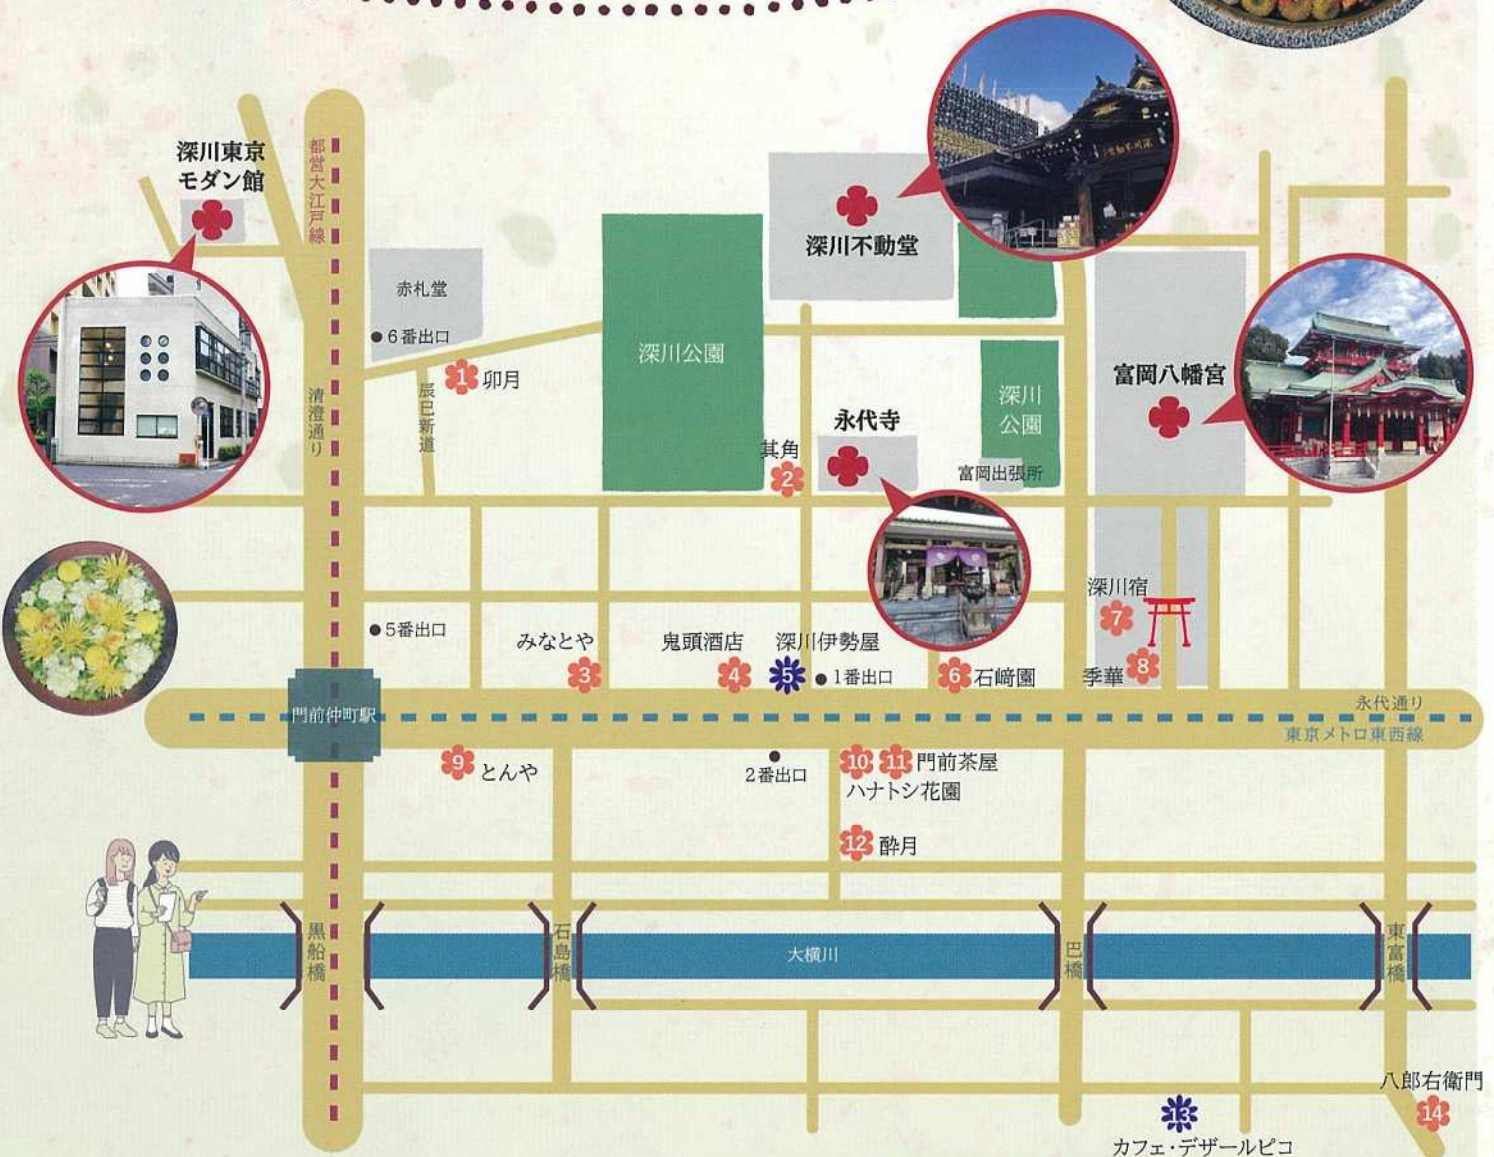 深川東京
モダン館
都営大江戸線
深川不動堂
赤札堂
6番出口
深川公園
1 卯月
辰巳新道
清澄通り
富岡八幡宮
深川
公園
永代寺
其角
2
富岡出張所
深川宿
7
5番出口
みなとや
3
鬼頭酒店
4
深川伊勢屋
5
1番出口
6 石﨑園
季華 8
門前仲町駅
永代通り
東京メトロ東西線
9 とんや
2番出口
10 11 門前茶屋
ハナトシ花園
12 酔月
黒船橋
石島橋
大横川
巴橋
東富橋
八郎右衛門
14
13
カフェ・デザールピコ